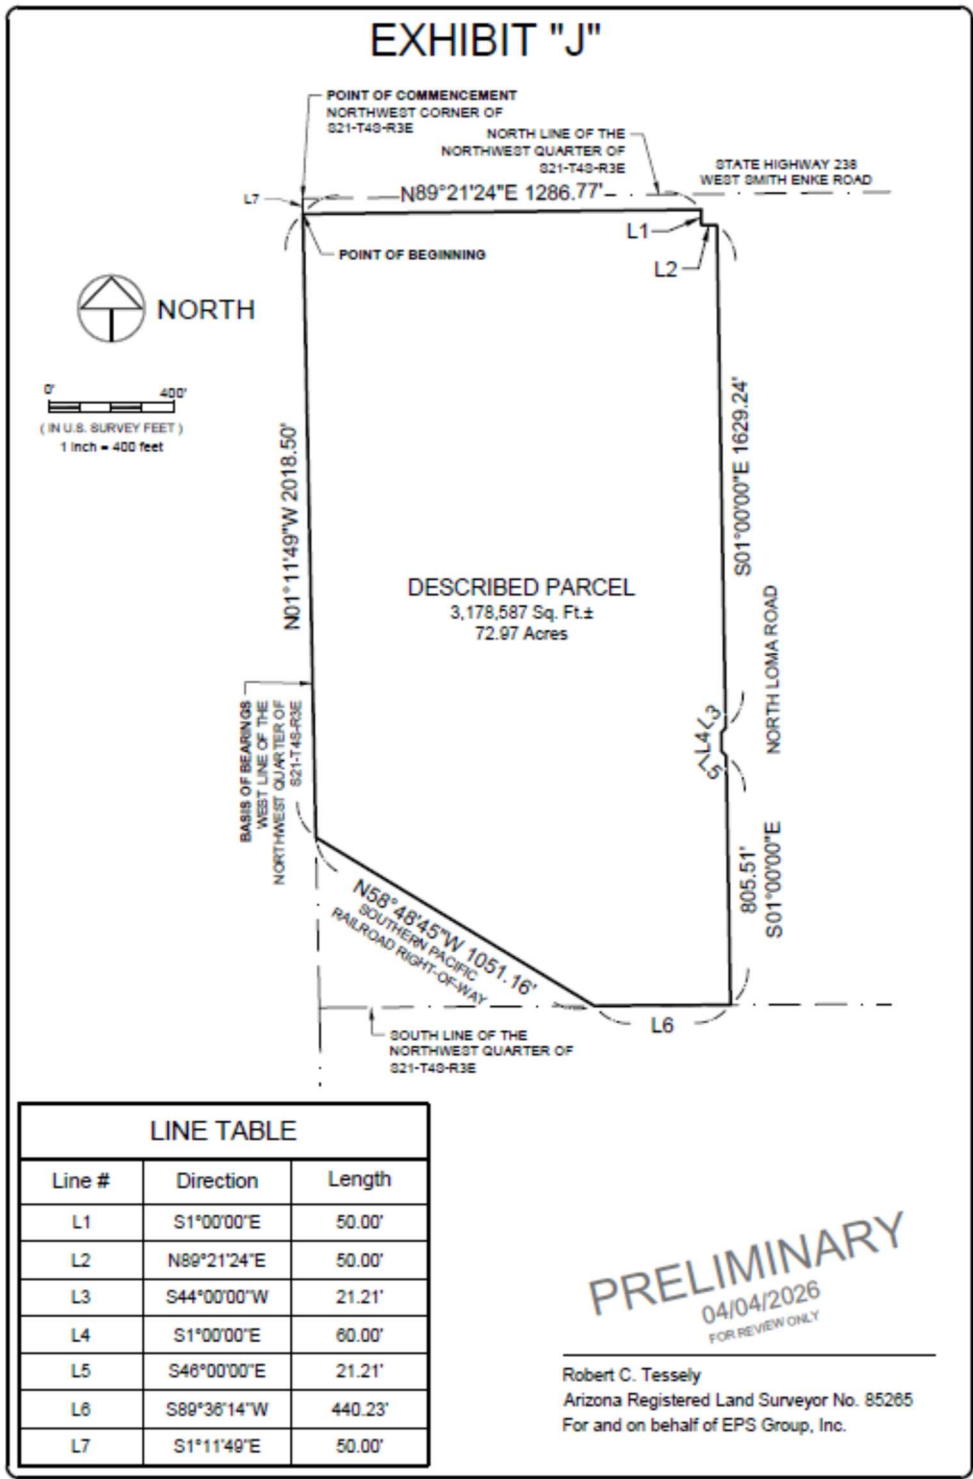 EXHIBIT "J"
POINT OF COMMENCEMENT
NORTHWEST CORNER OF
S21-T4S-R3E
NORTH LINE OF THE
NORTHWEST QUARTER OF
S21-T4S-R3E
STATE HIGHWAY 238
WEST SMITH ENKE ROAD
L7
N89°21'24"E 1286.77'
L1
L2
POINT OF BEGINNING
NORTH
0'
400'
( IN U.S. SURVEY FEET )
1 inch = 400 feet
N01°11'49"W 2018.50'
S01°00'00"E 1629.24'
DESCRIBED PARCEL
3,178,587 Sq. Ft.±
72.97 Acres
NORTH LOMA ROAD
BASIS OF BEARINGS
WEST LINE OF THE
NORTHWEST QUARTER OF
S21-T4S-R3E
L3
L4
L5
805.51'
S01°00'00"E
N58°48'45"W 1051.16'
SOUTHERN PACIFIC
RAILROAD RIGHT-OF-WAY
L6
SOUTH LINE OF THE
NORTHWEST QUARTER OF
S21-T4S-R3E
LINE TABLE
Line # Direction Length
L1 S1°00'00"E 50.00'
L2 N89°21'24"E 50.00'
L3 S44°00'00"W 21.21'
L4 S1°00'00"E 60.00'
L5 S46°00'00"E 21.21'
L6 S89°36'14"W 440.23'
L7 S1°11'49"E 50.00'
PRELIMINARY
04/04/2026
FOR REVIEW ONLY
Robert C. Tessely
Arizona Registered Land Surveyor No. 85265
For and on behalf of EPS Group, Inc.